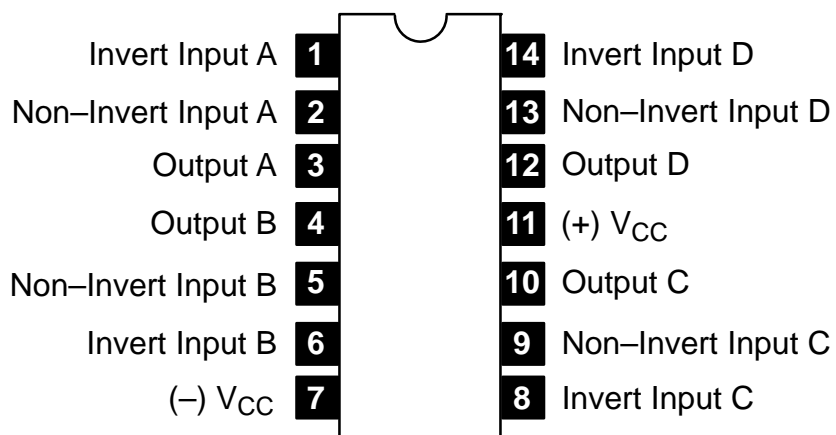 Invert Input A 1 14 Invert Input D
Non–Invert Input A 2 13 Non–Invert Input D
Output A 3 12 Output D
Output B 4 11 (+) VCC
Non–Invert Input B 5 10 Output C
Invert Input B 6 9 Non–Invert Input C
(–) VCC 7 8 Invert Input C